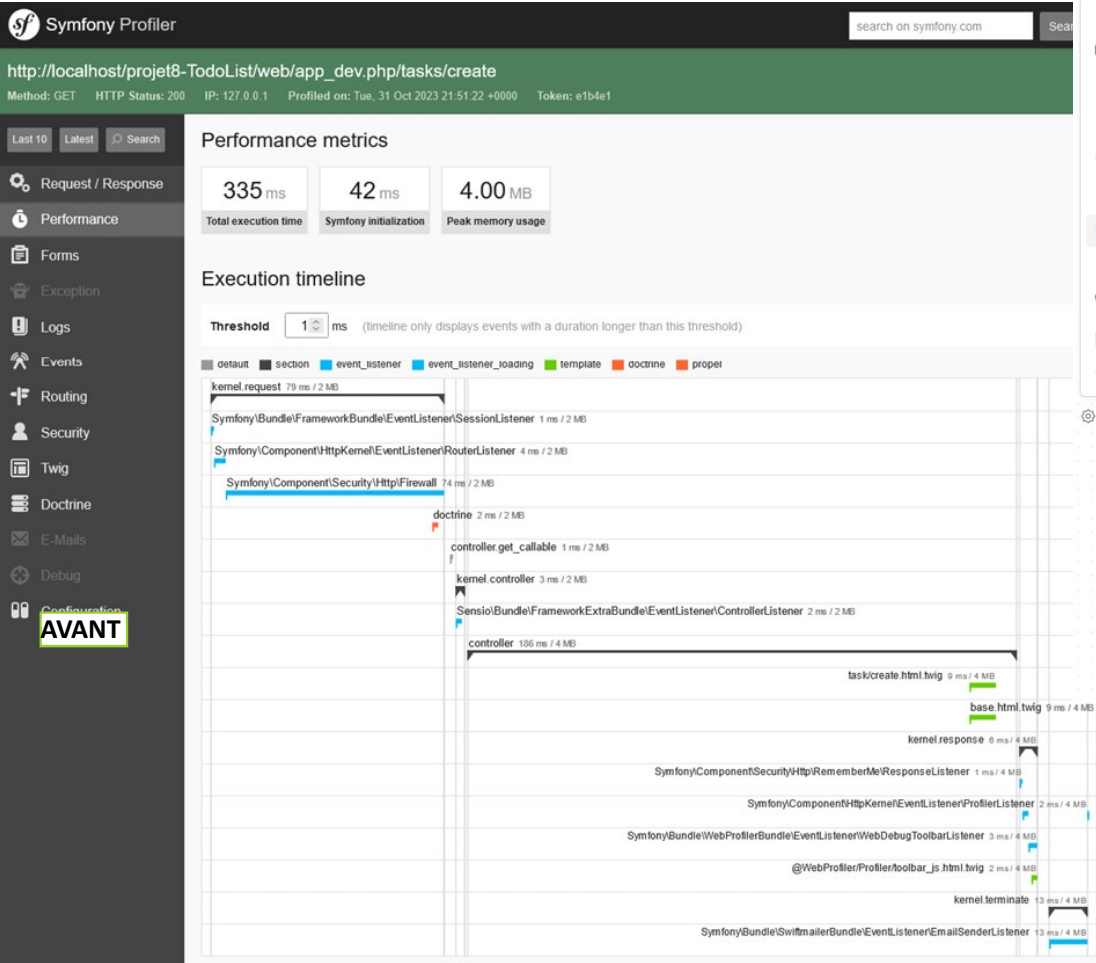 sf Symfony Profiler
search on symfony.com
Sear
http://localhost/projet8-TodoList/web/app_dev.php/tasks/create
Method: GET HTTP Status: 200 IP: 127.0.0.1 Profiled on: Tue, 31 Oct 2023 21:51:22 +0000 Token: e1b4e1
Last 10 Latest Search
Request / Response
Performance
Forms
Exception
Logs
Events
Routing
Security
Twig
Doctrine
E-Mails
Debug
Configuration
AVANT
Performance metrics
335 ms
Total execution time
42 ms
Symfony initialization
4.00 MB
Peak memory usage
Execution timeline
Threshold 1 ms (timeline only displays events with a duration longer than this threshold)
default section event_listener event_listener_loading template doctrine propel
kernel.request 79 ms / 2 MB
Symfony\Bundle\FrameworkBundle\EventListener\SessionListener 1 ms / 2 MB
Symfony\Component\HttpKernel\EventListener\RouterListener 4 ms / 2 MB
Symfony\Component\Security\Http\Firewall 74 ms / 2 MB
doctrine 2 ms / 2 MB
controller.get_callable 1 ms / 2 MB
kernel.controller 3 ms / 2 MB
Sensio\Bundle\FrameworkExtraBundle\EventListener\ControllerListener 2 ms / 2 MB
controller 186 ms / 4 MB
task/create.html.twig 9 ms / 4 MB
base.html.twig 9 ms / 4 MB
kernel.response 6 ms / 4 MB
Symfony\Component\Security\Http\RememberMe\ResponseListener 1 ms / 4 MB
Symfony\Component\HttpKernel\EventListener\ProfilerListener 2 ms / 4 MB
Symfony\Bundle\WebProfilerBundle\EventListener\WebDebugToolbarListener 3 ms / 4 MB
@WebProfiler/Profiler/toolbar_js.html.twig 2 ms / 4 MB
kernel.terminate 13 ms / 4 MB
Symfony\Bundle\SwiftmailerBundle\EventListener\EmailSenderListener 13 ms / 4 MB